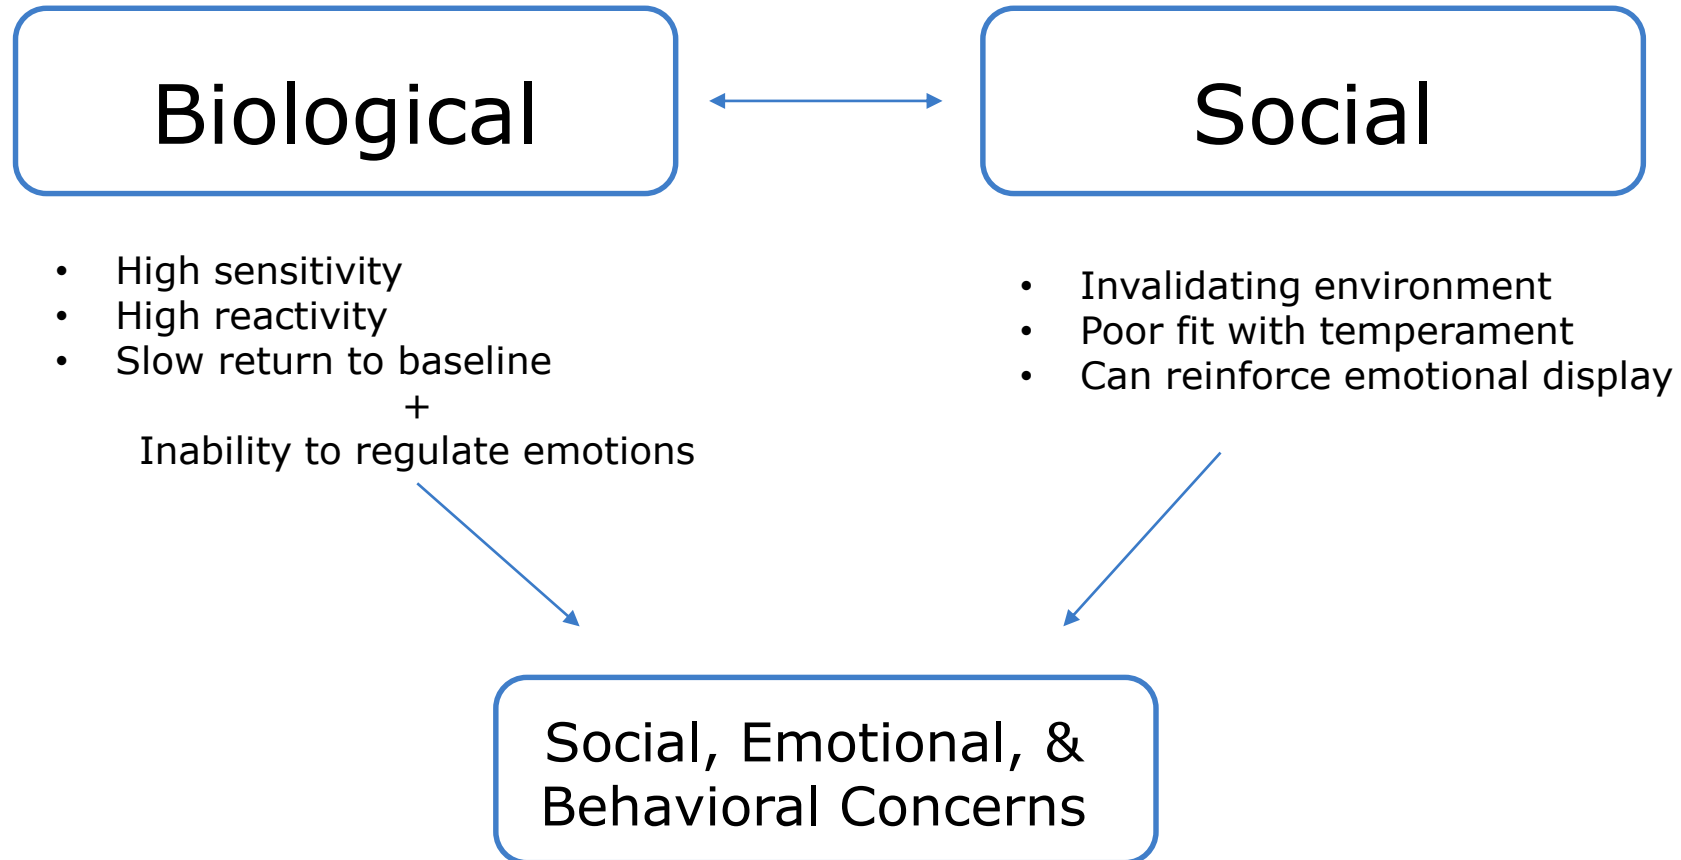 Biological
Social
• High sensitivity
• High reactivity
• Slow return to baseline
+
Inability to regulate emotions
• Invalidating environment
• Poor fit with temperament
• Can reinforce emotional display
Social, Emotional, &
Behavioral Concerns